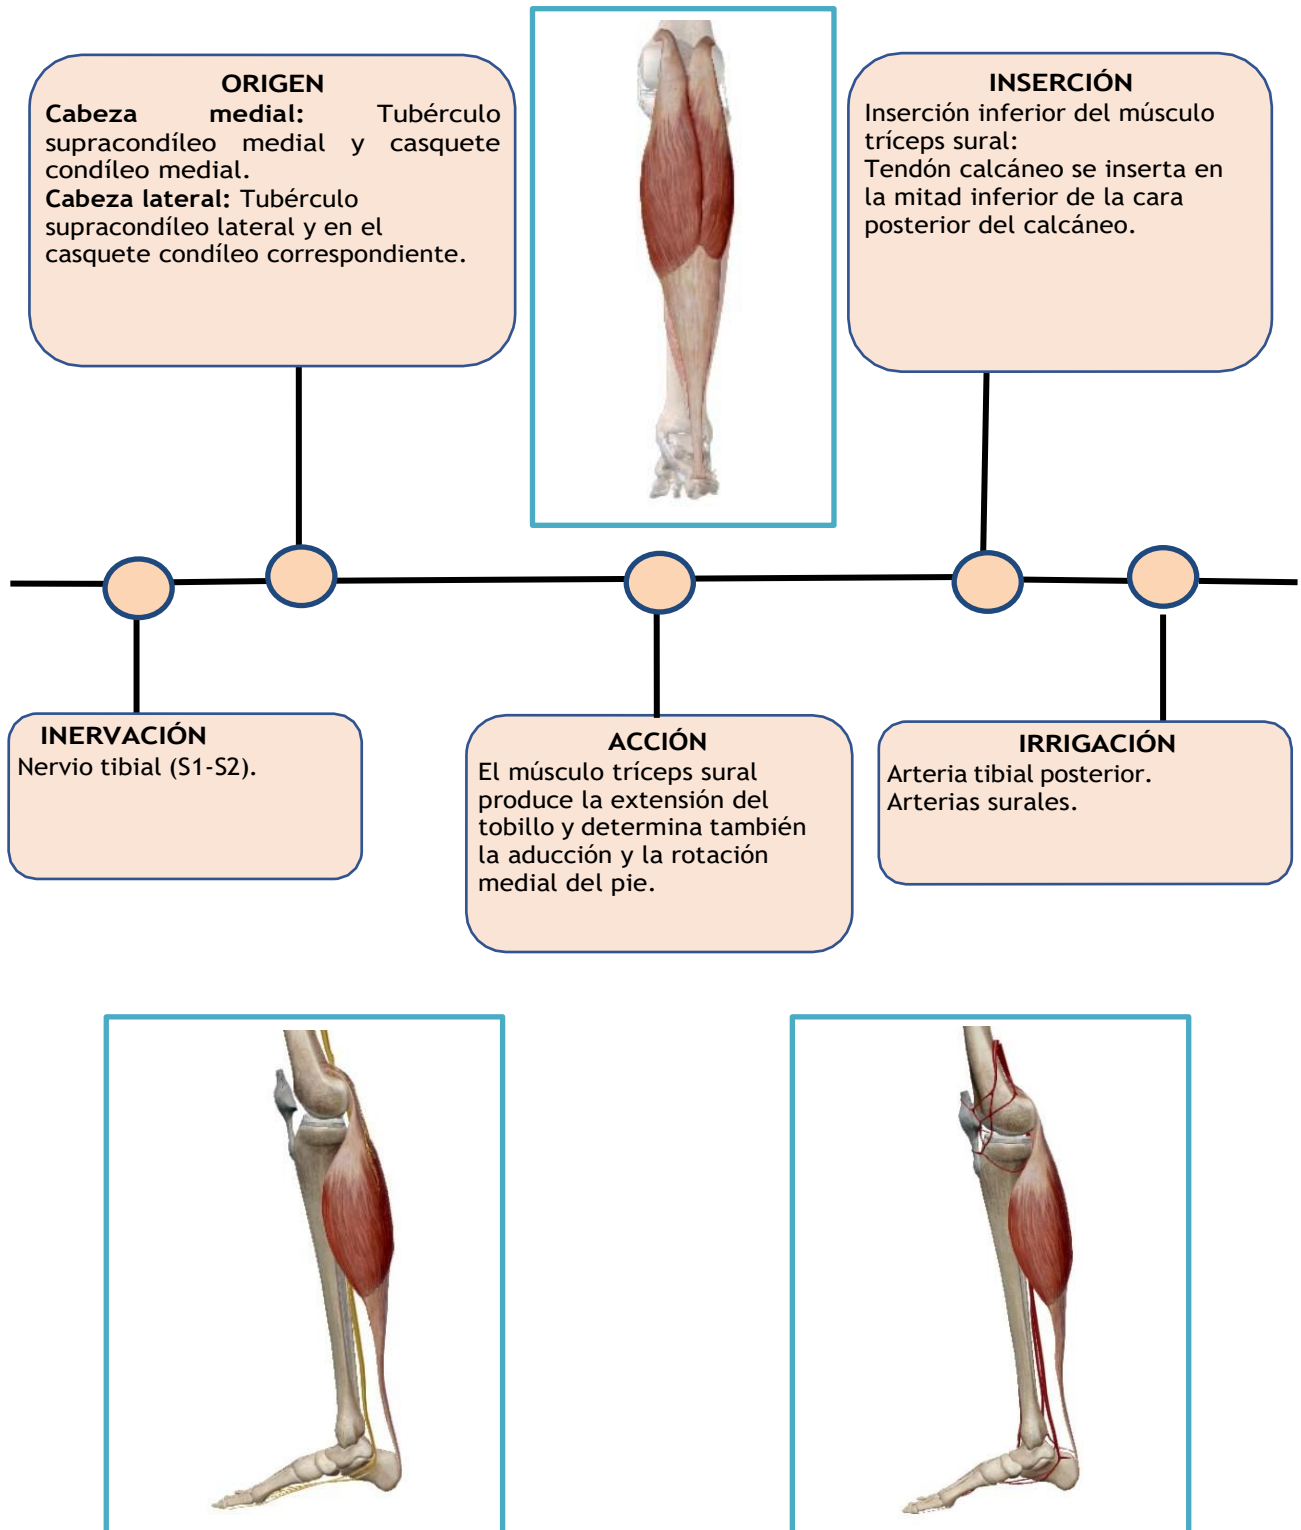 ORIGEN
Cabeza medial: Tubérculo
supracondíleo medial y casquete
condíleo medial.
Cabeza lateral: Tubérculo
supracondíleo lateral y en el
casquete condíleo correspondiente.
INSERCIÓN
Inserción inferior del músculo
tríceps sural:
Tendón calcáneo se inserta en
la mitad inferior de la cara
posterior del calcáneo.
INERVACIÓN
Nervio tibial (S1-S2).
ACCIÓN
El músculo tríceps sural
produce la extensión del
tobillo y determina también
la aducción y la rotación
medial del pie.
IRRIGACIÓN
Arteria tibial posterior.
Arterias surales.